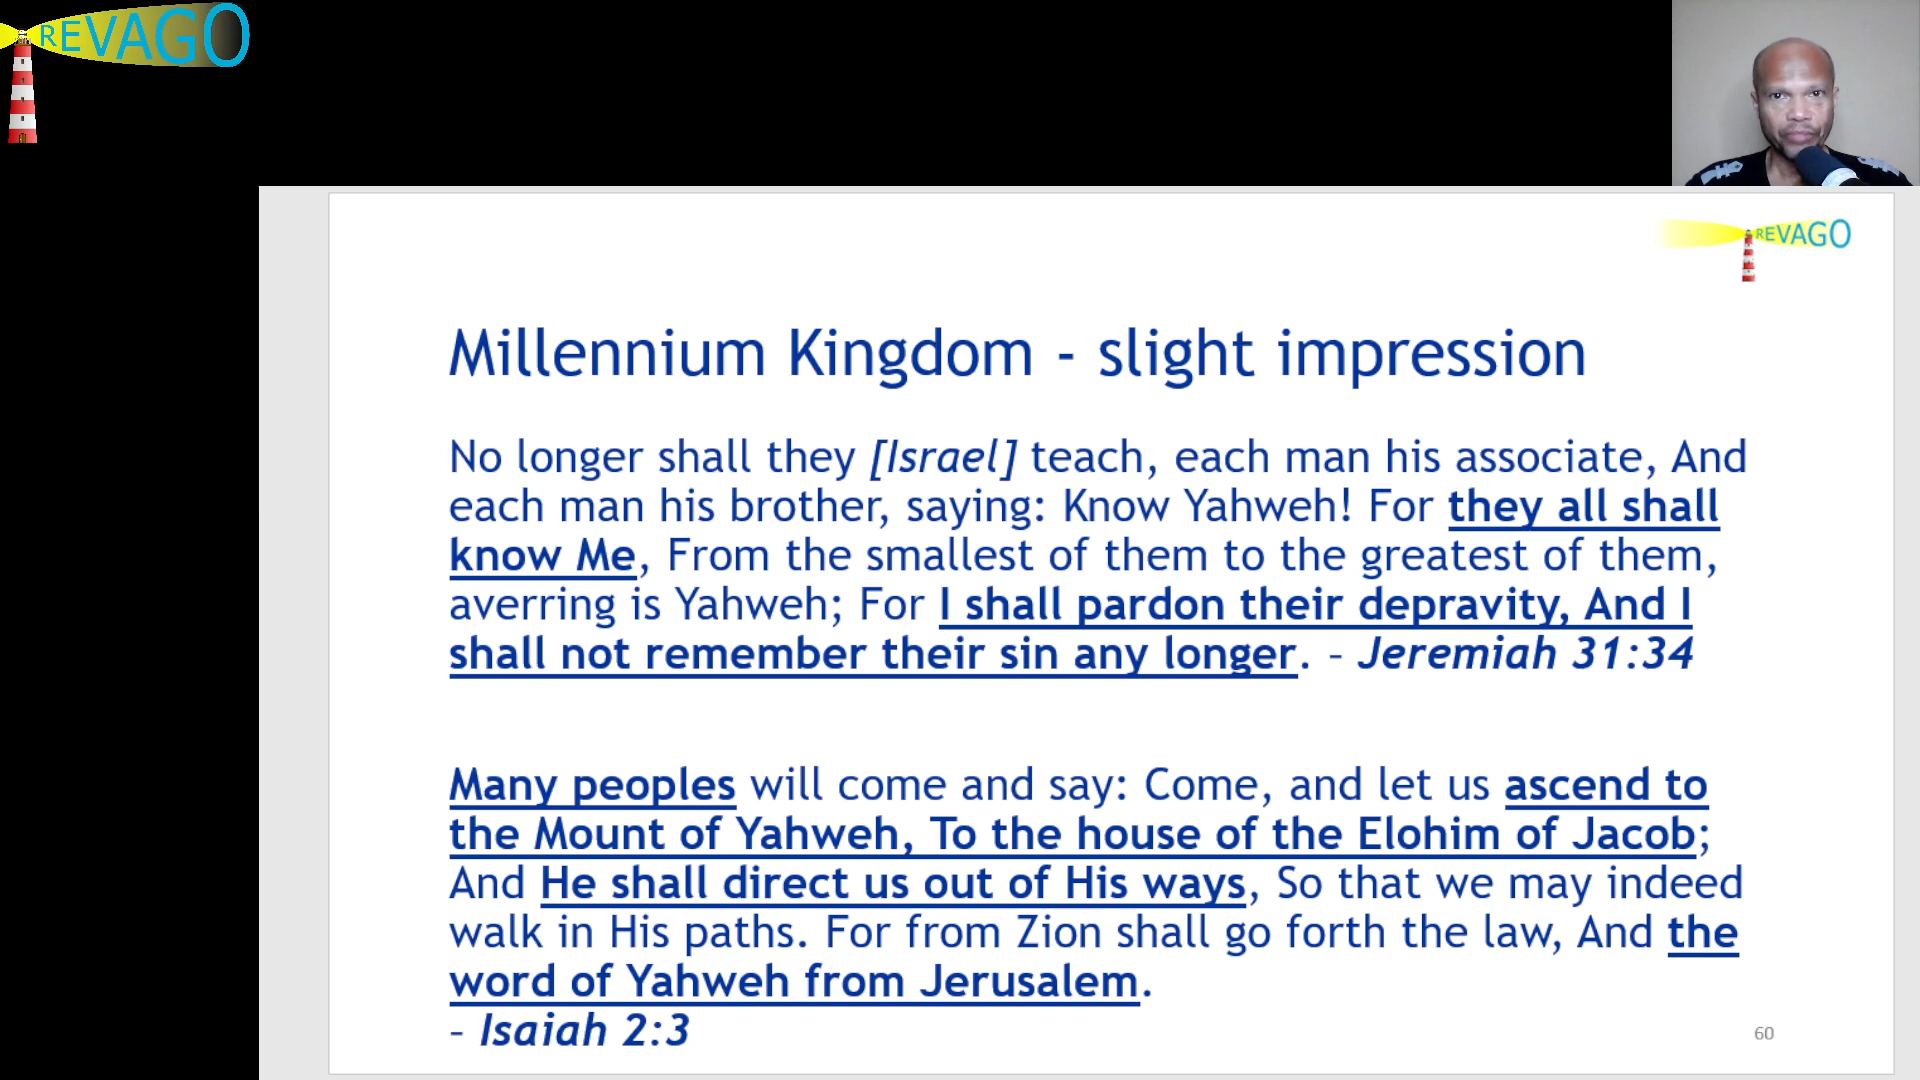 REVAGO
REVAGO
Millennium Kingdom - slight impression
No longer shall they [Israel] teach, each man his associate, And
each man his brother, saying: Know Yahweh! For they all shall
know Me, From the smallest of them to the greatest of them,
averring is Yahweh; For I shall pardon their depravity, And I
shall not remember their sin any longer. – Jeremiah 31:34
Many peoples will come and say: Come, and let us ascend to
the Mount of Yahweh, To the house of the Elohim of Jacob;
And He shall direct us out of His ways, So that we may indeed
walk in His paths. For from Zion shall go forth the law, And the
word of Yahweh from Jerusalem.
– Isaiah 2:3
60